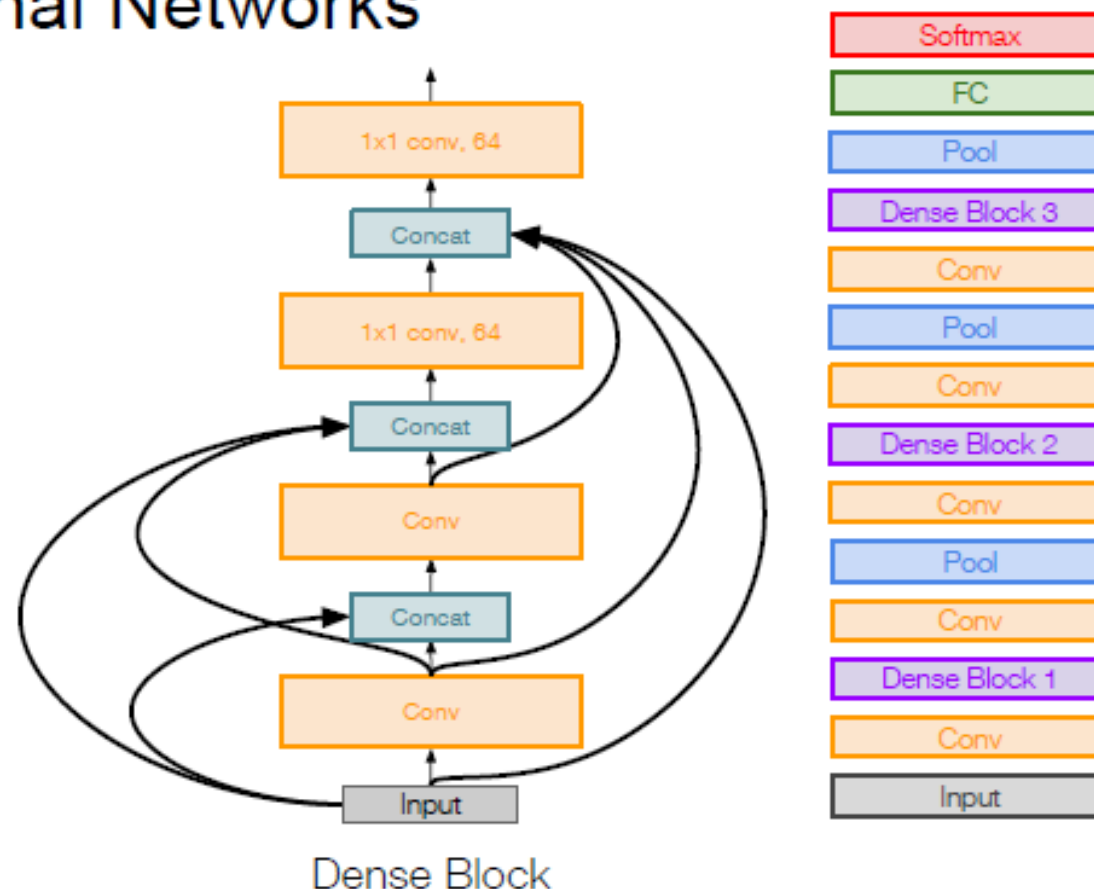 nal Networks
1x1 conv, 64
Concat
1x1 conv, 64
Concat
Conv
Concat
Conv
Input
Dense Block
Softmax
FC
Pool
Dense Block 3
Conv
Pool
Conv
Dense Block 2
Conv
Pool
Conv
Dense Block 1
Conv
Input